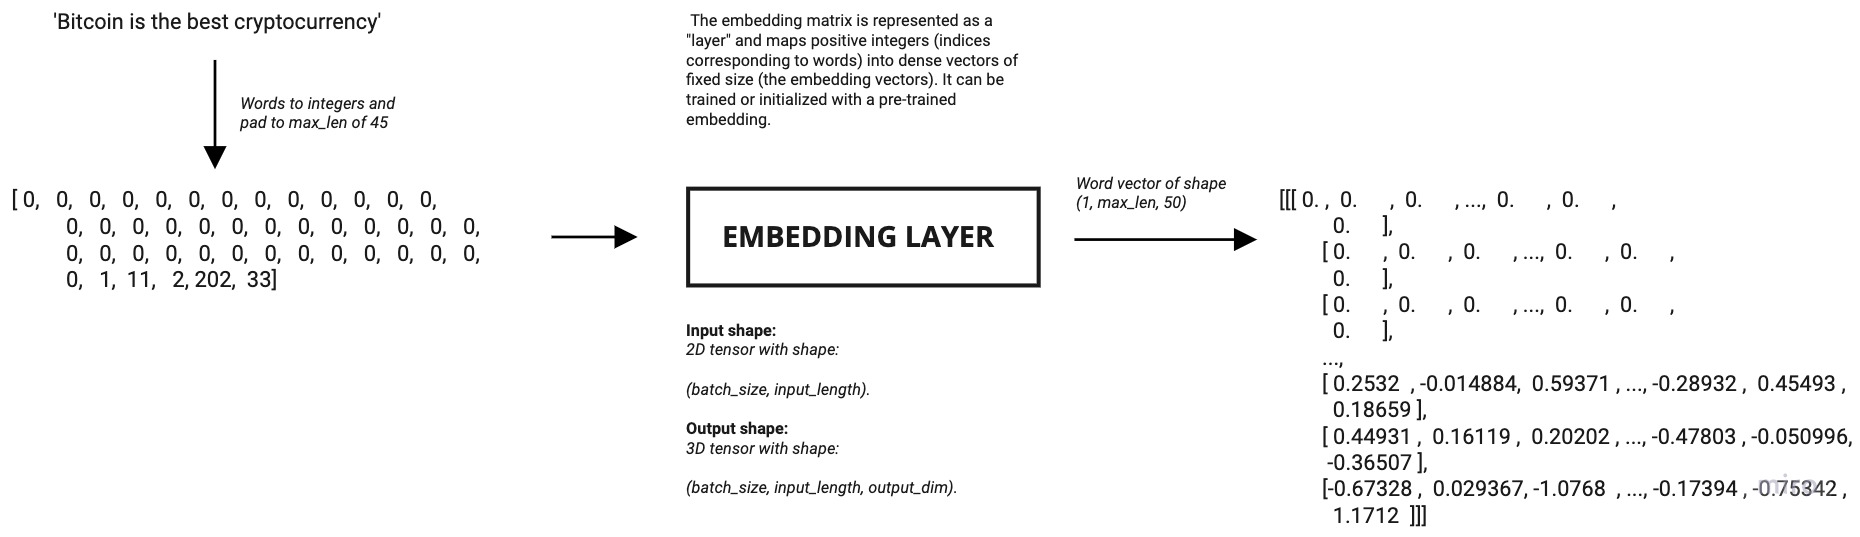 'Bitcoin is the best cryptocurrency'
Words to integers and
pad to max_len of 45
[ 0, 0, 0, 0, 0, 0, 0, 0, 0, 0, 0, 0, 0,
0, 0, 0, 0, 0, 0, 0, 0, 0, 0, 0, 0, 0,
0, 0, 0, 0, 0, 0, 0, 0, 0, 0, 0, 0, 0,
0, 1, 11, 2, 202, 33]
The embedding matrix is represented as a
"layer" and maps positive integers (indices
corresponding to words) into dense vectors of
fixed size (the embedding vectors). It can be
trained or initialized with a pre-trained
embedding.
EMBEDDING LAYER
Input shape:
2D tensor with shape:
(batch_size, input_length).
Output shape:
3D tensor with shape:
(batch_size, input_length, output_dim).
Word vector of shape
(1, max_len, 50)
[[[ 0. , 0. , 0. , ..., 0. , 0. ,
0. ],
[ 0. , 0. , 0. , ..., 0. , 0. ,
0. ],
[ 0. , 0. , 0. , ..., 0. , 0. ,
0. ],
...,
[ 0.2532 , -0.014884, 0.59371 , ..., -0.28932 , 0.45493 ,
0.18659 ],
[ 0.44931 , 0.16119 , 0.20202 , ..., -0.47803 , -0.050996,
-0.36507 ],
[-0.67328 , 0.029367, -1.0768 , ..., -0.17394 , -0.75342 ,
1.1712 ]]]
miro